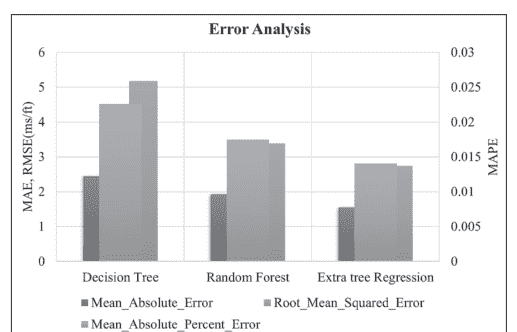 Error Analysis
6
5
4
3
2
1
0
MAE, RMSE(ms/ft)
0.03
0.025
0.02
0.015
0.01
0.005
0
MAPE
Decision Tree Random Forest Extra tree Regression
Mean_Absolute_Error Root_Mean_Squared_Error
Mean_Absolute_Percent_Error